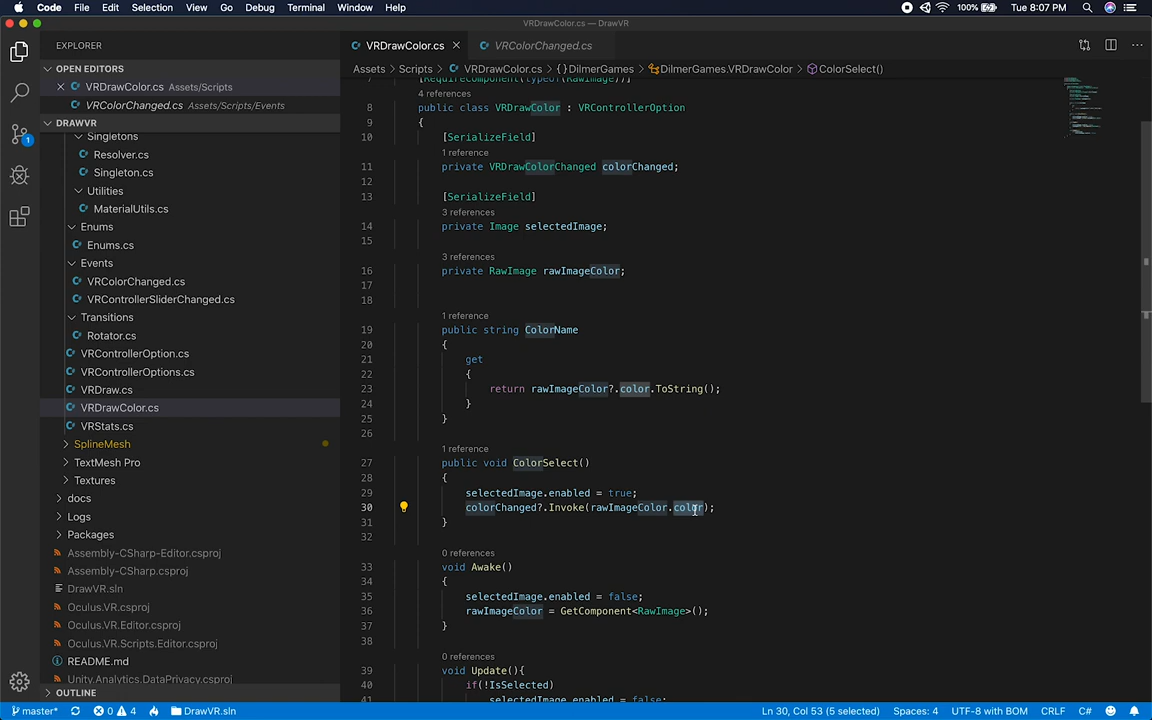 Code File Edit Selection View Go Debug Terminal Window Help 100% Tue 8:07 PM
VRDrawColor.cs — DrawVR
EXPLORER
OPEN EDITORS
VRDrawColor.cs Assets/Scripts
VRColorChanged.cs Assets/Scripts/Events
DRAWVR
Singletons
Resolver.cs
Singleton.cs
Utilities
MaterialUtils.cs
Enums
Enums.cs
Events
VRColorChanged.cs
VRControllerSliderChanged.cs
Transitions
Rotator.cs
VRControllerOption.cs
VRControllerOptions.cs
VRDraw.cs
VRDrawColor.cs
VRStats.cs
SplineMesh
TextMesh Pro
Textures
docs
Logs
Packages
Assembly-CSharp-Editor.csproj
Assembly-CSharp.csproj
DrawVR.sln
Oculus.VR.csproj
Oculus.VR.Editor.csproj
Oculus.VR.Scripts.Editor.csproj
README.md
Unity.Analytics.DataPrivacy.csproj
OUTLINE
1
VRDrawColor.cs VRColorChanged.cs
Assets > Scripts > VRDrawColor.cs > {} DilmerGames > DilmerGames.VRDrawColor > ColorSelect()
7 [RequireComponent(typeof(RawImage))]
4 references
8 public class VRDrawColor : VRControllerOption
9 {
10 [SerializeField]
1 reference
11 private VRDrawColorChanged colorChanged;
12
13 [SerializeField]
3 references
14 private Image selectedImage;
15
3 references
16 private RawImage rawImageColor;
17
18
1 reference
19 public string ColorName
20 {
21 get
22 {
23 return rawImageColor?.color.ToString();
24 }
25 }
26
1 reference
27 public void ColorSelect()
28 {
29 selectedImage.enabled = true;
30 colorChanged?.Invoke(rawImageColor.color);
31 }
32
0 references
33 void Awake()
34 {
35 selectedImage.enabled = false;
36 rawImageColor = GetComponent<RawImage>();
37 }
38
0 references
39 void Update(){
40 if(!IsSelected)
41 selectedImage.enabled = false;
master* 0 4 DrawVR.sln Ln 30, Col 53 (5 selected) Spaces: 4 UTF-8 with BOM CRLF C#